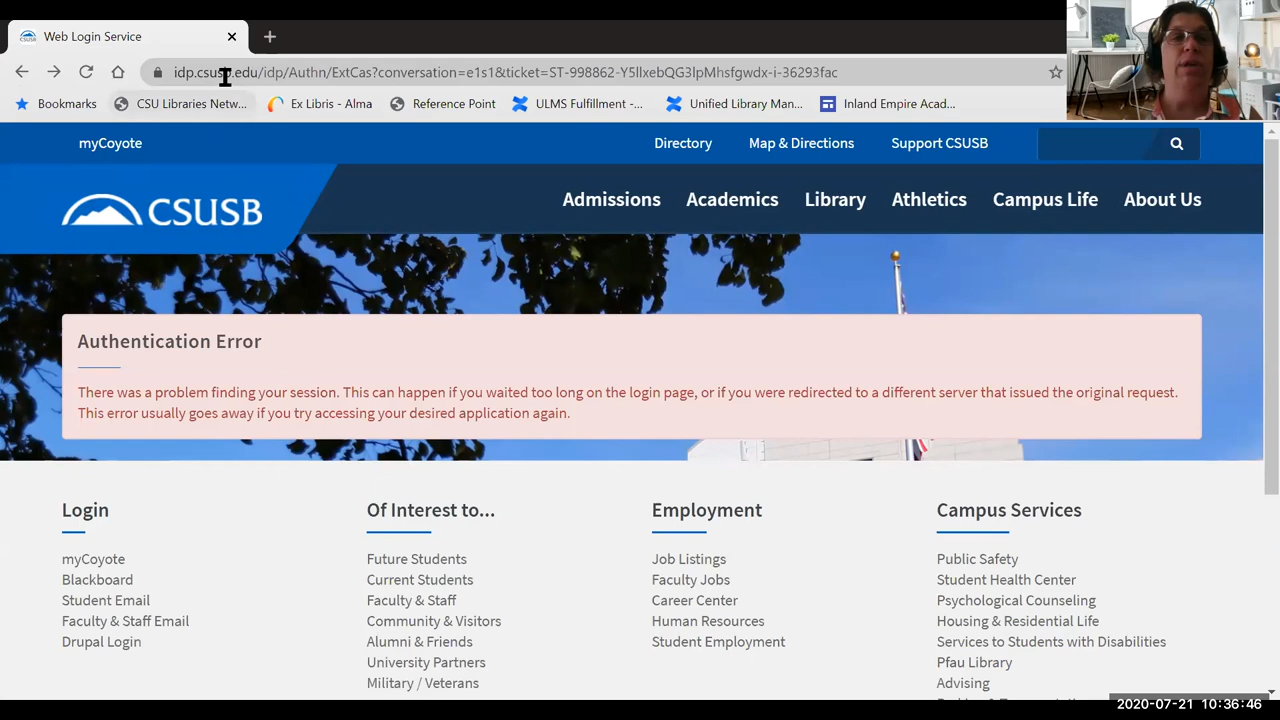 Web Login Service
idp.csusb.edu/idp/Authn/ExtCas?conversation=e1s1&ticket=ST-998862-Y5llxebQG3lpMhsfgwdx-i-36293fac
Bookmarks CSU Libraries Netw... Ex Libris - Alma Reference Point ULMS Fulfillment -... Unified Library Man... Inland Empire Acad...
myCoyote Directory Map & Directions Support CSUSB
CSUSB Admissions Academics Library Athletics Campus Life About Us
Authentication Error
There was a problem finding your session. This can happen if you waited too long on the login page, or if you were redirected to a different server that issued the original request.
This error usually goes away if you try accessing your desired application again.
Login
myCoyote
Blackboard
Student Email
Faculty & Staff Email
Drupal Login
Of Interest to...
Future Students
Current Students
Faculty & Staff
Community & Visitors
Alumni & Friends
University Partners
Military / Veterans
Employment
Job Listings
Faculty Jobs
Career Center
Human Resources
Student Employment
Campus Services
Public Safety
Student Health Center
Psychological Counseling
Housing & Residential Life
Services to Students with Disabilities
Pfau Library
Advising
2020-07-21 10:36:46